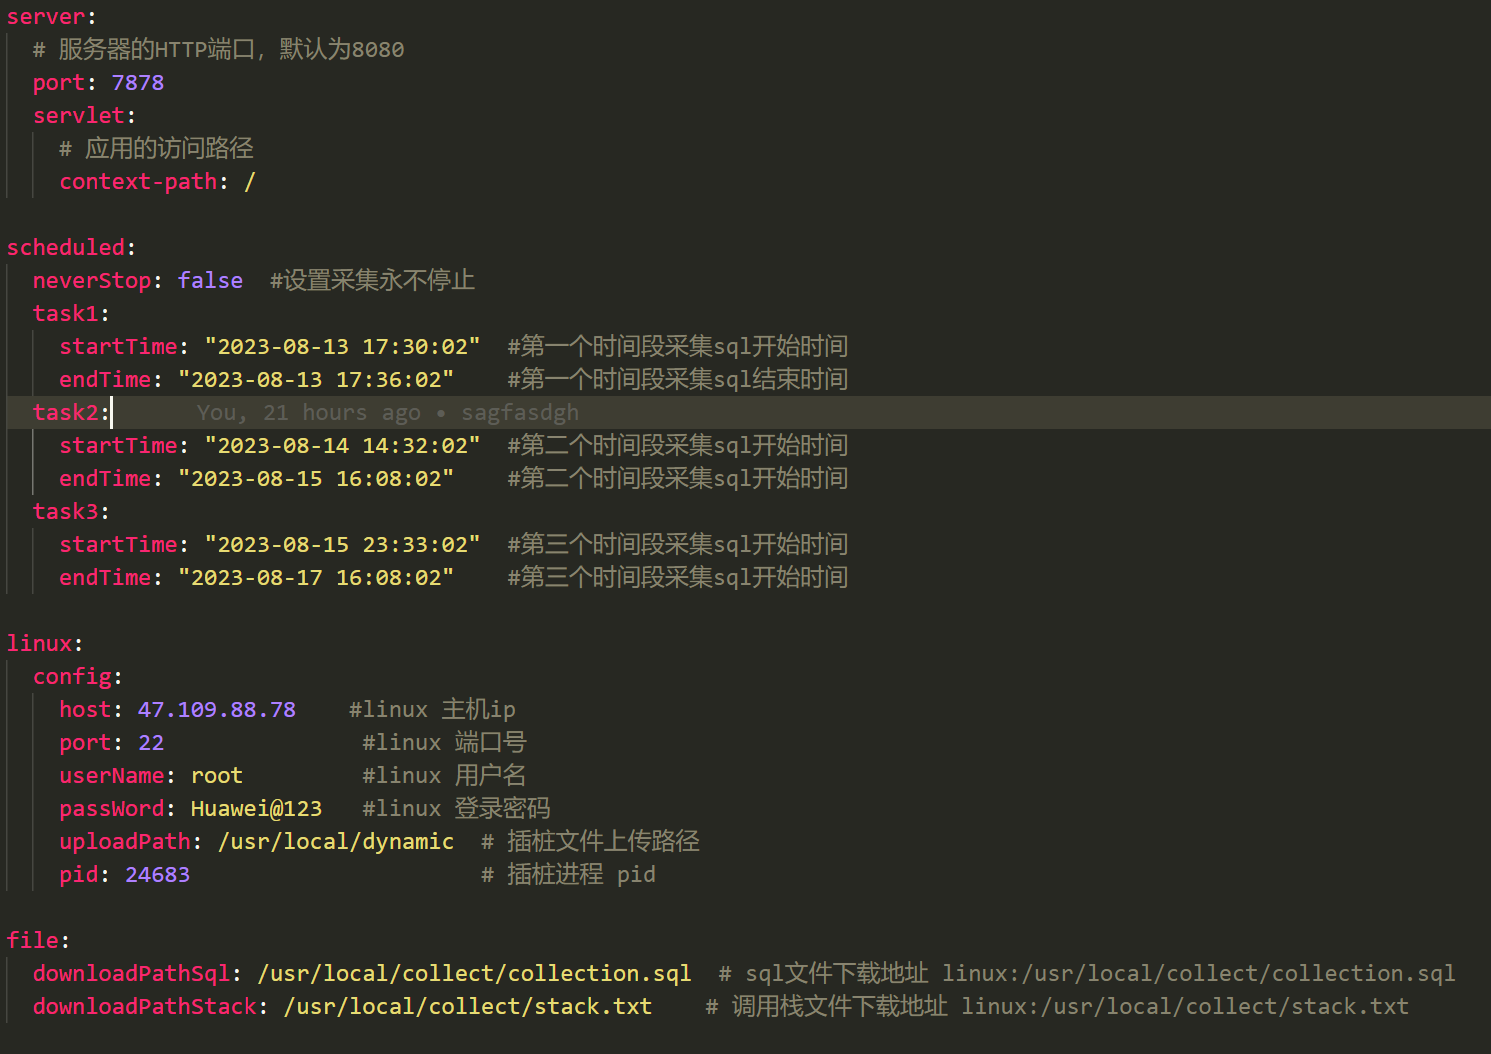 server:
  # 服务器的HTTP端口，默认为8080
  port: 7878
  servlet:
    # 应用的访问路径
    context-path: /

scheduled:
  neverStop: false  #设置采集永不停止
  task1:
    startTime: "2023-08-13 17:30:02"  #第一个时间段采集sql开始时间
    endTime: "2023-08-13 17:36:02"    #第一个时间段采集sql结束时间
  task2:      You, 21 hours ago • sagfasdgh
    startTime: "2023-08-14 14:32:02"  #第二个时间段采集sql开始时间
    endTime: "2023-08-15 16:08:02"    #第二个时间段采集sql开始时间
  task3:
    startTime: "2023-08-15 23:33:02"  #第三个时间段采集sql开始时间
    endTime: "2023-08-17 16:08:02"    #第三个时间段采集sql开始时间

linux:
  config:
    host: 47.109.88.78    #linux 主机ip
    port: 22               #linux 端口号
    userName: root         #linux 用户名
    passWord: Huawei@123   #linux 登录密码
    uploadPath: /usr/local/dynamic  # 插桩文件上传路径
    pid: 24683                      # 插桩进程 pid

file:
  downloadPathSql: /usr/local/collect/collection.sql  # sql文件下载地址 linux:/usr/local/collect/collection.sql
  downloadPathStack: /usr/local/collect/stack.txt    # 调用栈文件下载地址 linux:/usr/local/collect/stack.txt